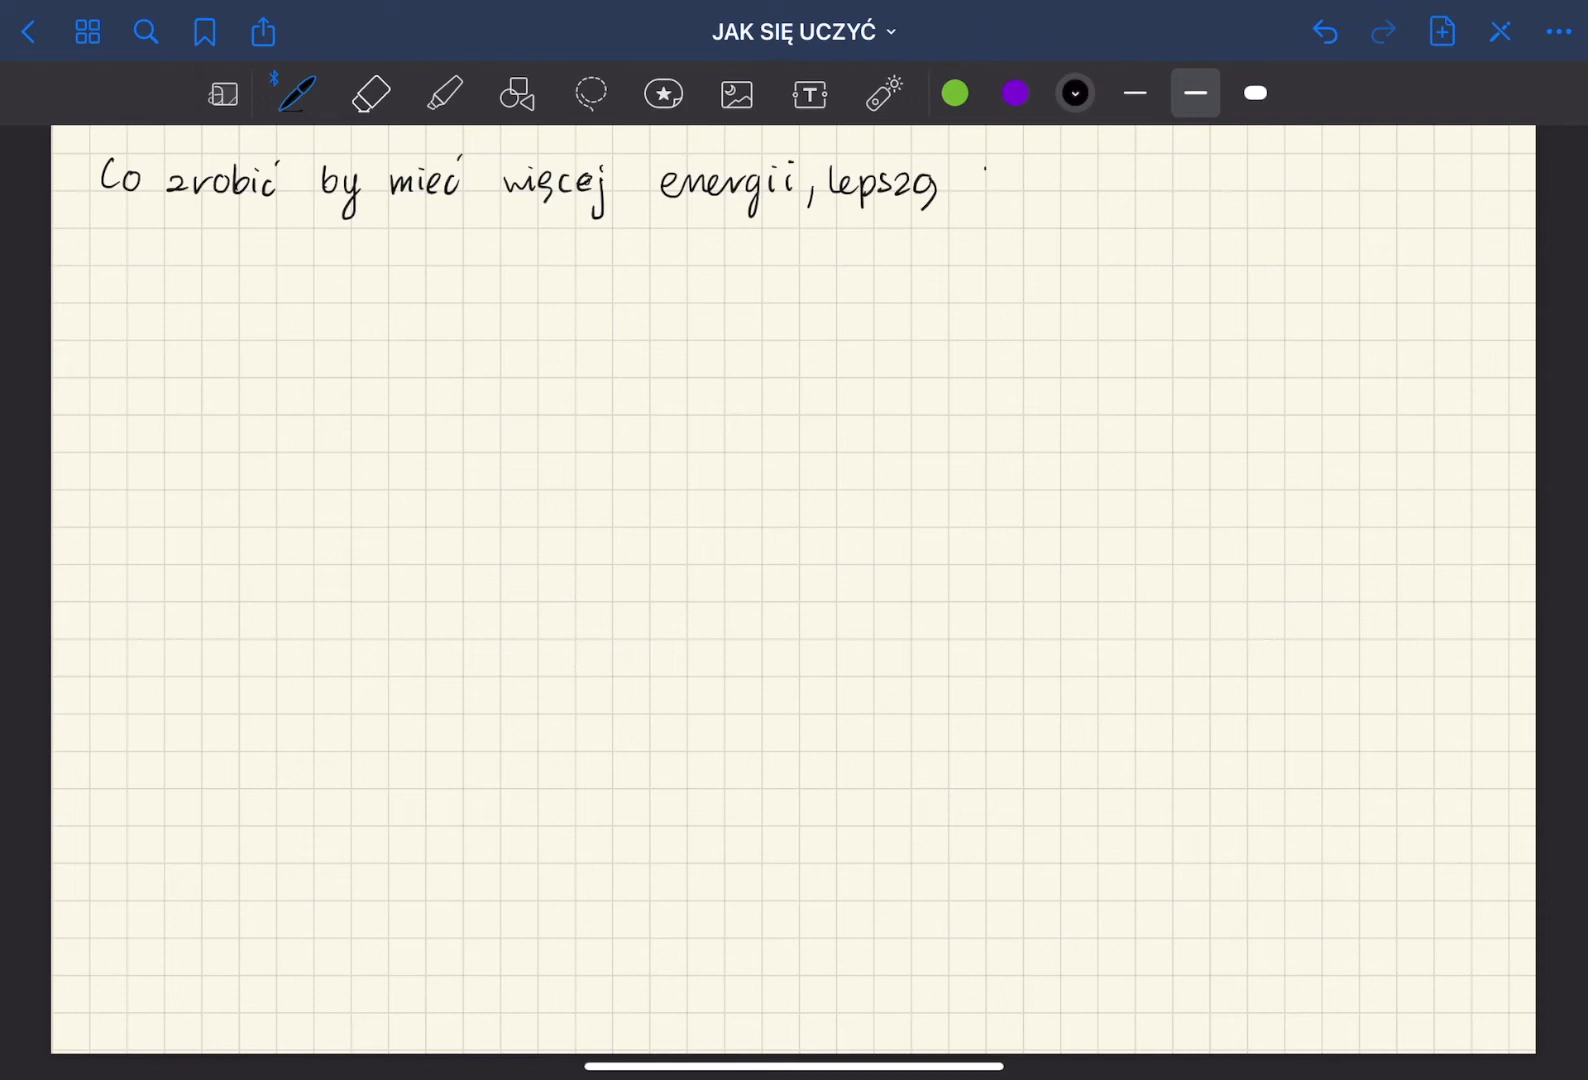 JAK SIĘ UCZYĆ
Co zrobić by mieć więcej energii, lepszą